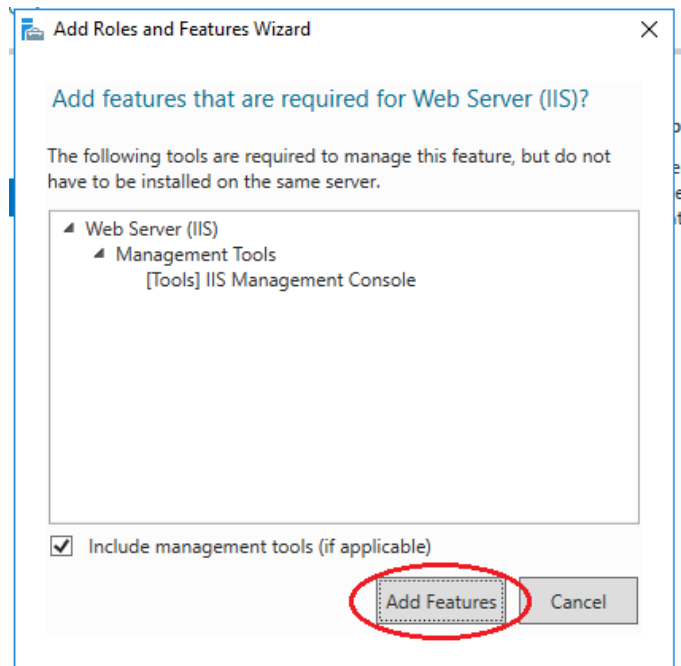 Add Roles and Features Wizard
Add features that are required for Web Server (IIS)?
The following tools are required to manage this feature, but do not
have to be installed on the same server.
Web Server (IIS)
Management Tools
[Tools] IIS Management Console
Include management tools (if applicable)
Add Features
Cancel